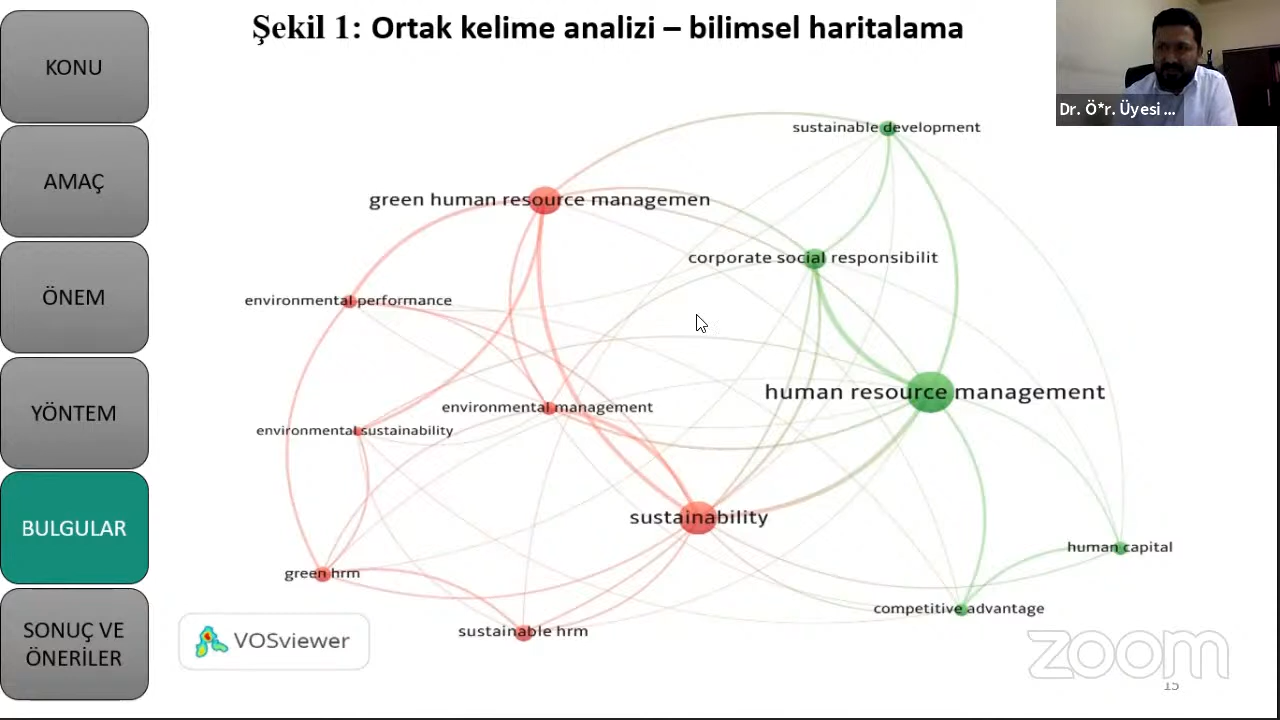 Şekil 1: Ortak kelime analizi – bilimsel haritalama
KONU
AMAÇ
ÖNEM
YÖNTEM
BULGULAR
SONUÇ VE
ÖNERİLER
Dr. Ö*r. Üyesi ...
sustainable development
green human resource managemen
corporate social responsibilit
environmental performance
human resource management
environmental management
environmental sustainability
sustainability
human capital
green hrm
competitive advantage
sustainable hrm
VOSviewer
zoom
15